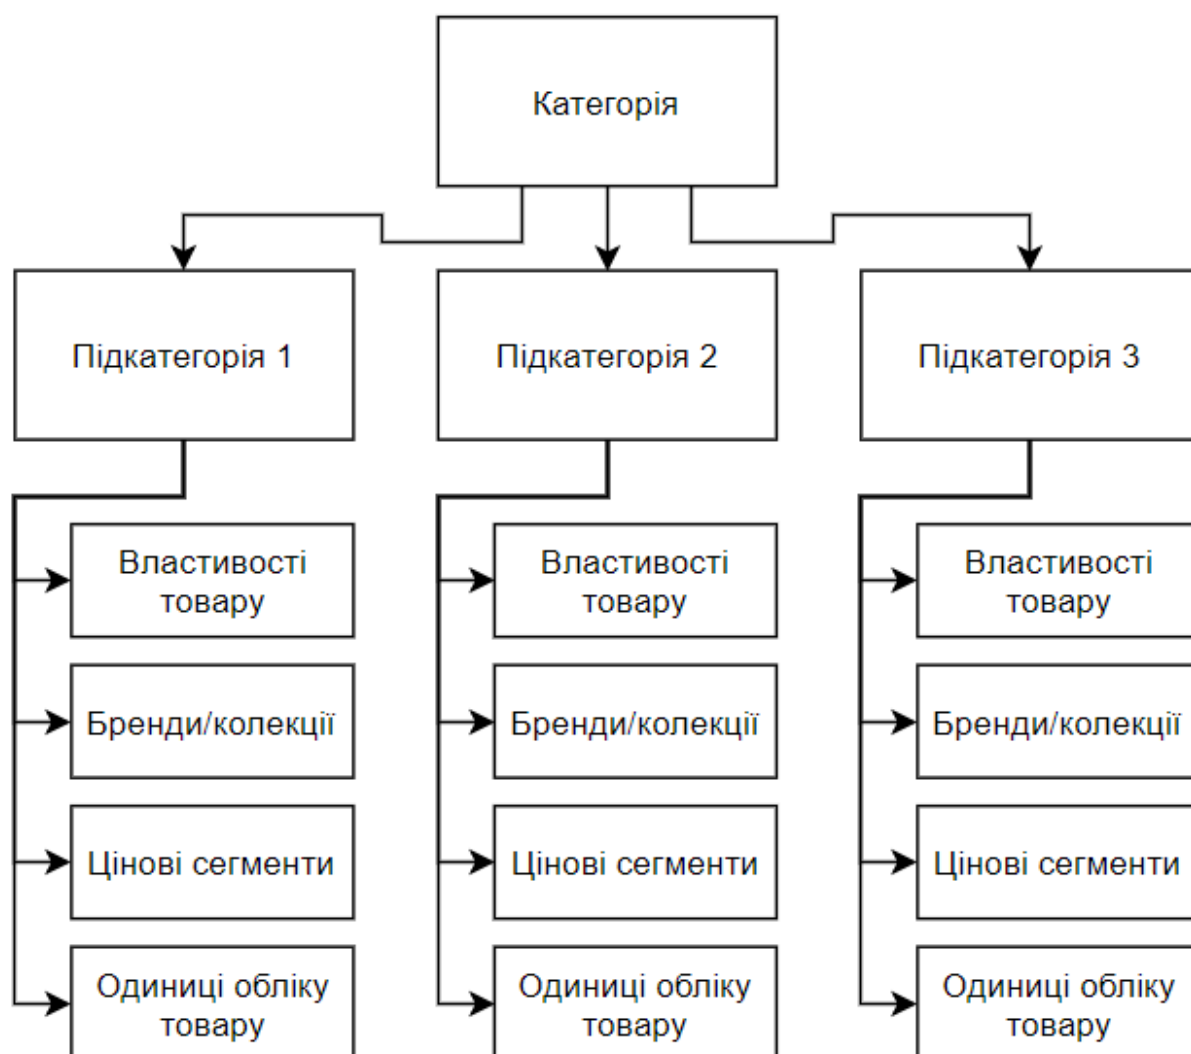 Категорія
Підкатегорія 1
Підкатегорія 2
Підкатегорія 3
Властивості
товару
Властивості
товару
Властивості
товару
Бренди/колекції
Бренди/колекції
Бренди/колекції
Цінові сегменти
Цінові сегменти
Цінові сегменти
Одиниці обліку
товару
Одиниці обліку
товару
Одиниці обліку
товару